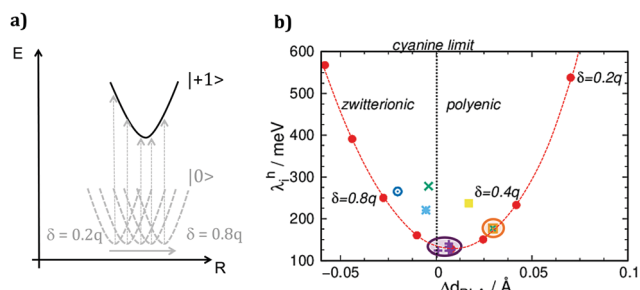 a)
E
|+1>
|0>
δ = 0.2q
δ = 0.8q
R
b)
cyanine limit
600
500
400
300
200
100
λᵢʰ / meV
zwitterionic
polyenic
δ=0.2q
δ=0.4q
δ=0.8q
−0.05
0
0.05
0.1
/ Å